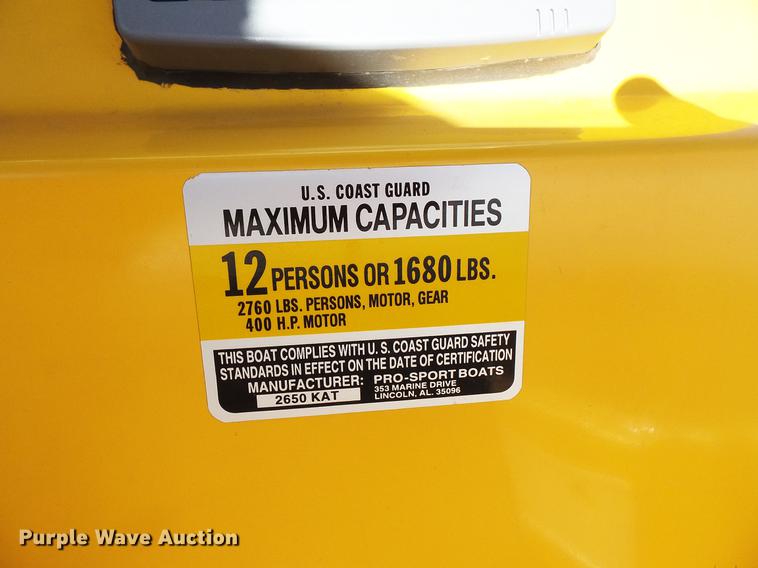 U.S. COAST GUARD
MAXIMUM CAPACITIES
12 PERSONS OR 1680 LBS.
2760 LBS. PERSONS, MOTOR, GEAR
400 H.P. MOTOR
THIS BOAT COMPLIES WITH U. S. COAST GUARD SAFETY
STANDARDS IN EFFECT ON THE DATE OF CERTIFICATION
MANUFACTURER: PRO-SPORT BOATS
353 MARINE DRIVE
2650 KAT LINCOLN, AL. 35096
Purple Wave Auction